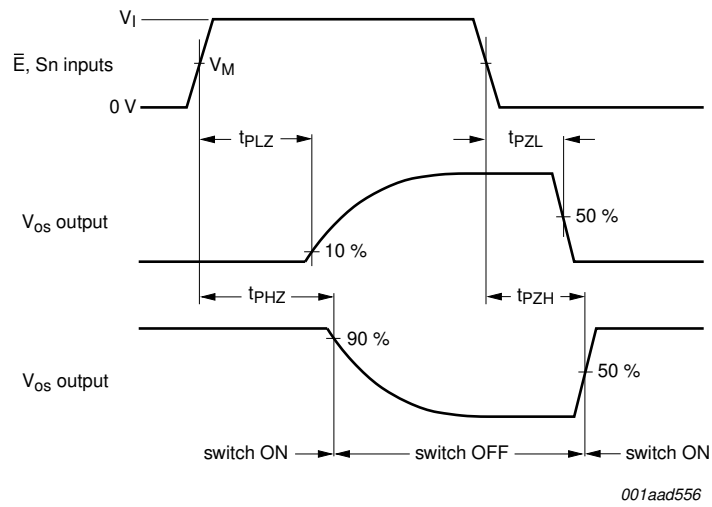 V_I
E̅, Sn inputs
V_M
0 V
t_PLZ
t_PZL
V_os output
50 %
10 %
t_PHZ
t_PZH
90 %
V_os output
50 %
switch ON
switch OFF
switch ON
001aad556